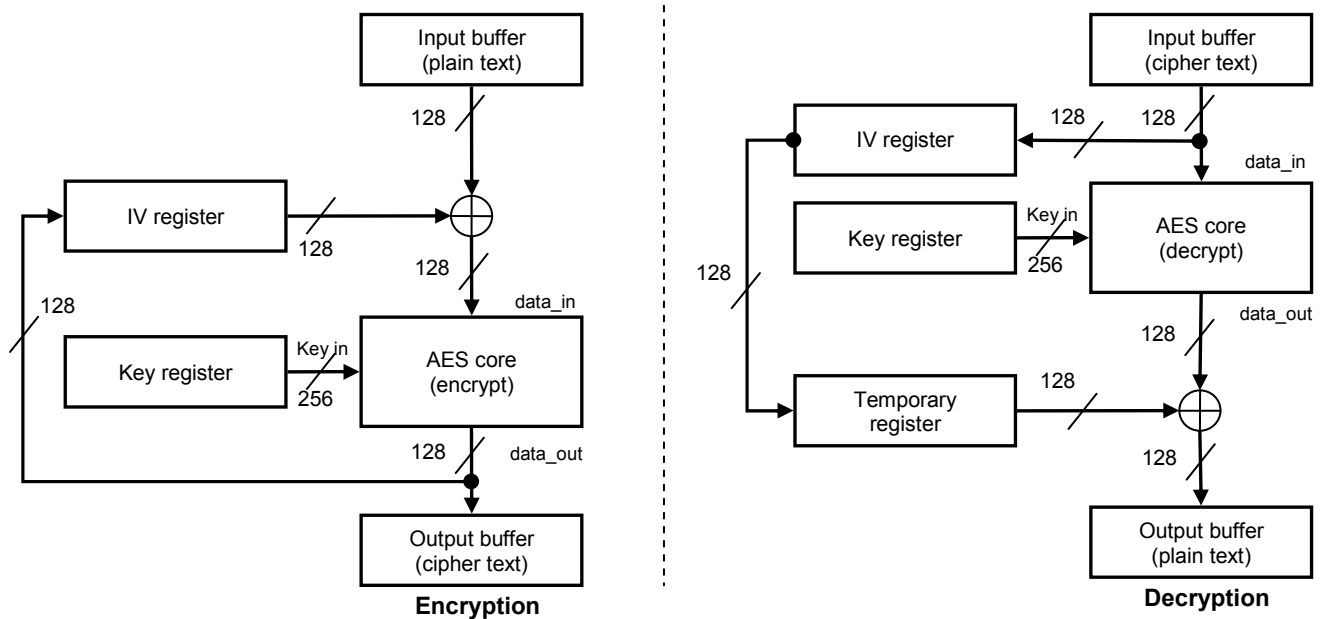 Input buffer
(plain text)
128
IV register
128
128
128
data_in
Key register
Key in
256
AES core
(encrypt)
128
data_out
Output buffer
(cipher text)
Encryption
Input buffer
(cipher text)
128
128
IV register
data_in
Key register
Key in
256
AES core
(decrypt)
128
data_out
128
Temporary
register
128
128
Output buffer
(plain text)
Decryption